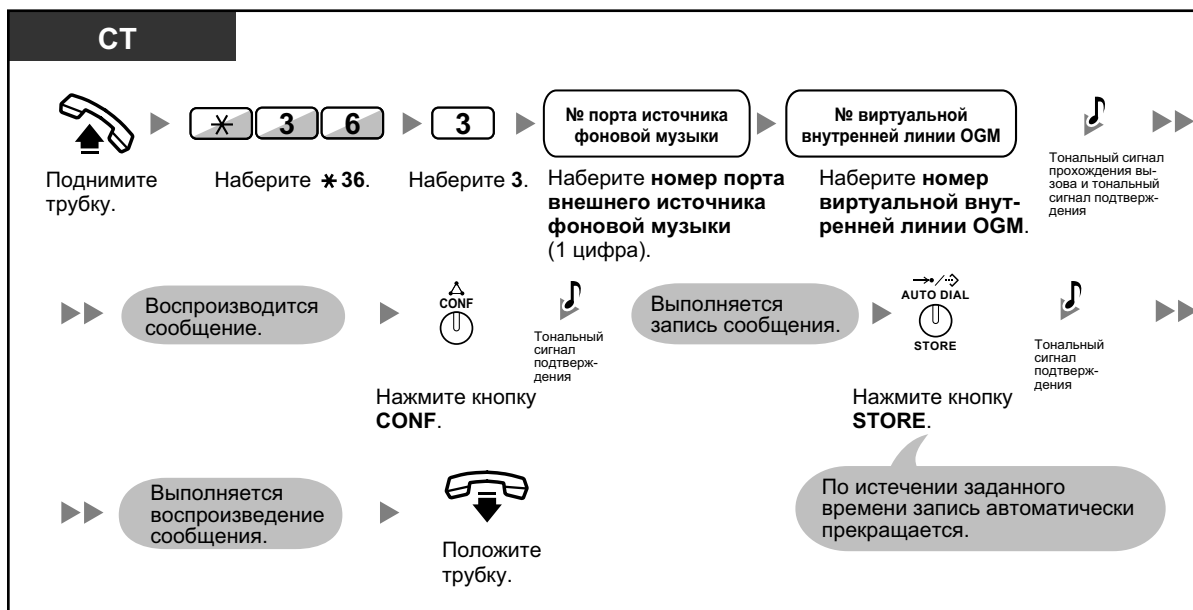 СТ
* 3 6
3
№ порта источника
фоновой музыки
№ виртуальной
внутренней линии OGM
Поднимите
трубку.
Наберите * 36.
Наберите 3.
Наберите номер порта
внешнего источника
фоновой музыки
(1 цифра).
Наберите номер
виртуальной внут-
ренней линии OGM.
Тональный сигнал
прохождения вы-
зова и тональный
сигнал подтверж-
дения
Воспроизводится
сообщение.
CONF
Нажмите кнопку
CONF.
Тональный
сигнал
подтверж-
дения
Выполняется
запись сообщения.
AUTO DIAL
STORE
Нажмите кнопку
STORE.
Тональный
сигнал
подтверж-
дения
По истечении заданного
времени запись автоматически
прекращается.
Выполняется
воспроизведение
сообщения.
Положите
трубку.